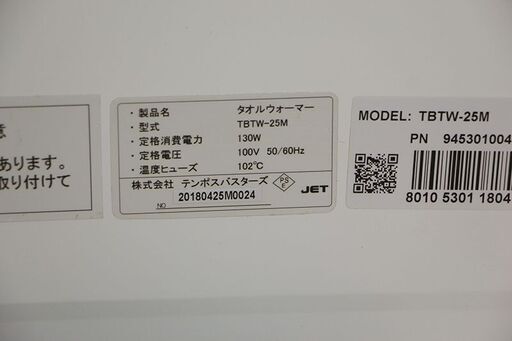 意
あります。
取り付けて
・製品名 タオルウォーマー
・型式 TBTW-25M
・定格消費電力 130W
・定格電圧 100V 50/60Hz
・温度ヒューズ 102℃
株式会社 テンポスバスターズ
PSE
JET
NO 20180425M0024
MODEL: TBTW-25M
PN 945301004
8010 5301 1804